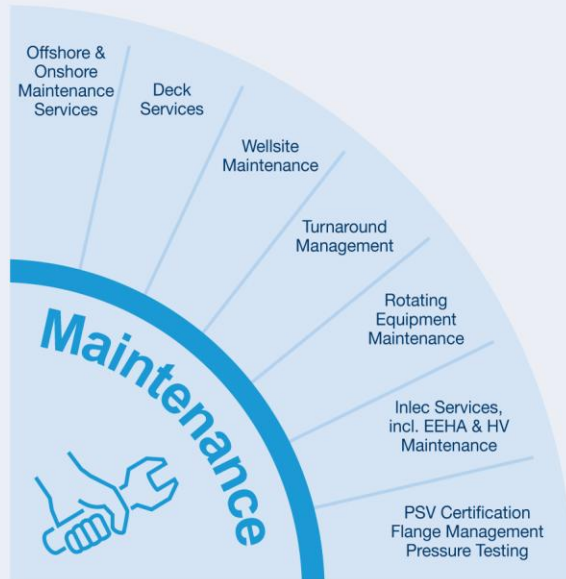 Offshore &
Onshore
Maintenance
Services
Deck
Services
Wellsite
Maintenance
Turnaround
Management
Rotating
Equipment
Maintenance
Inlec Services,
incl. EEHA & HV
Maintenance
PSV Certification
Flange Management
Pressure Testing
Maintenance